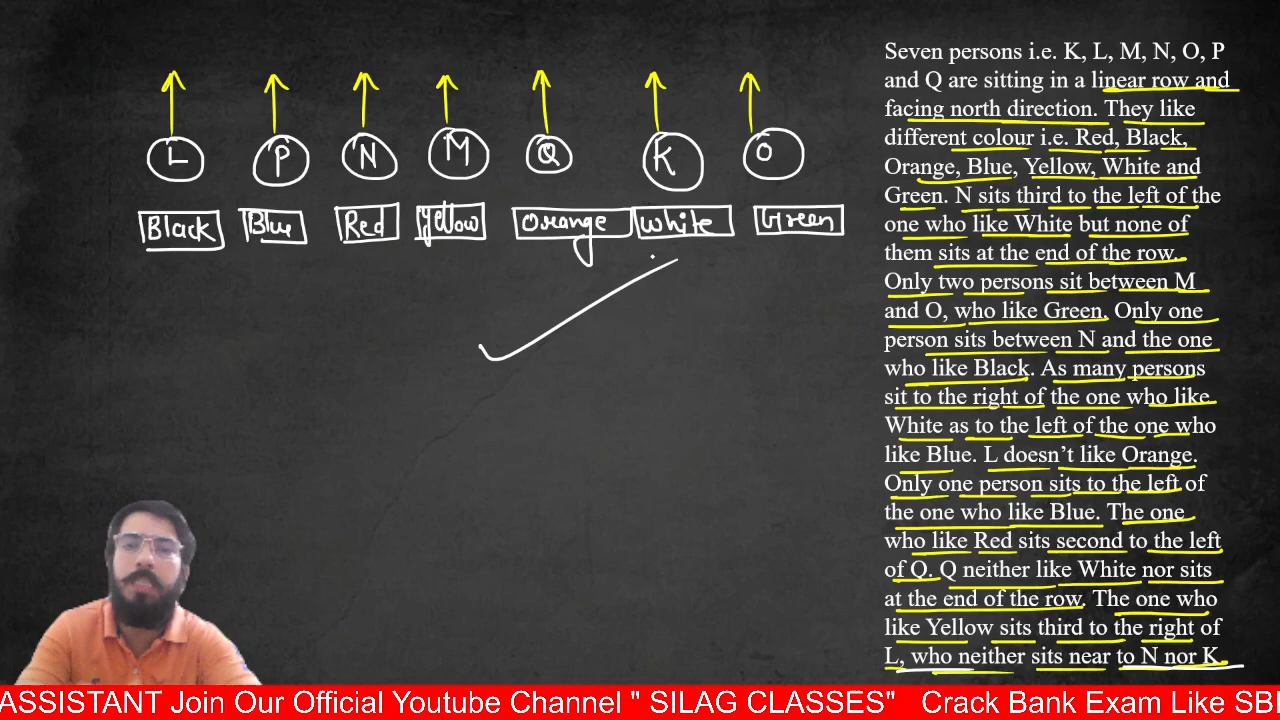 L P N M Q K O
Black Blue Red Yellow Orange White Green
Seven persons i.e. K, L, M, N, O, P
and Q are sitting in a linear row and
facing north direction. They like
different colour i.e. Red, Black,
Orange, Blue, Yellow, White and
Green. N sits third to the left of the
one who like White but none of
them sits at the end of the row.
Only two persons sit between M
and O, who like Green. Only one
person sits between N and the one
who like Black. As many persons
sit to the right of the one who like
White as to the left of the one who
like Blue. L doesn’t like Orange.
Only one person sits to the left of
the one who like Blue. The one
who like Red sits second to the left
of Q. Q neither like White nor sits
at the end of the row. The one who
like Yellow sits third to the right of
L, who neither sits near to N nor K.
ASSISTANT Join Our Official Youtube Channel " SILAG CLASSES" Crack Bank Exam Like SBI